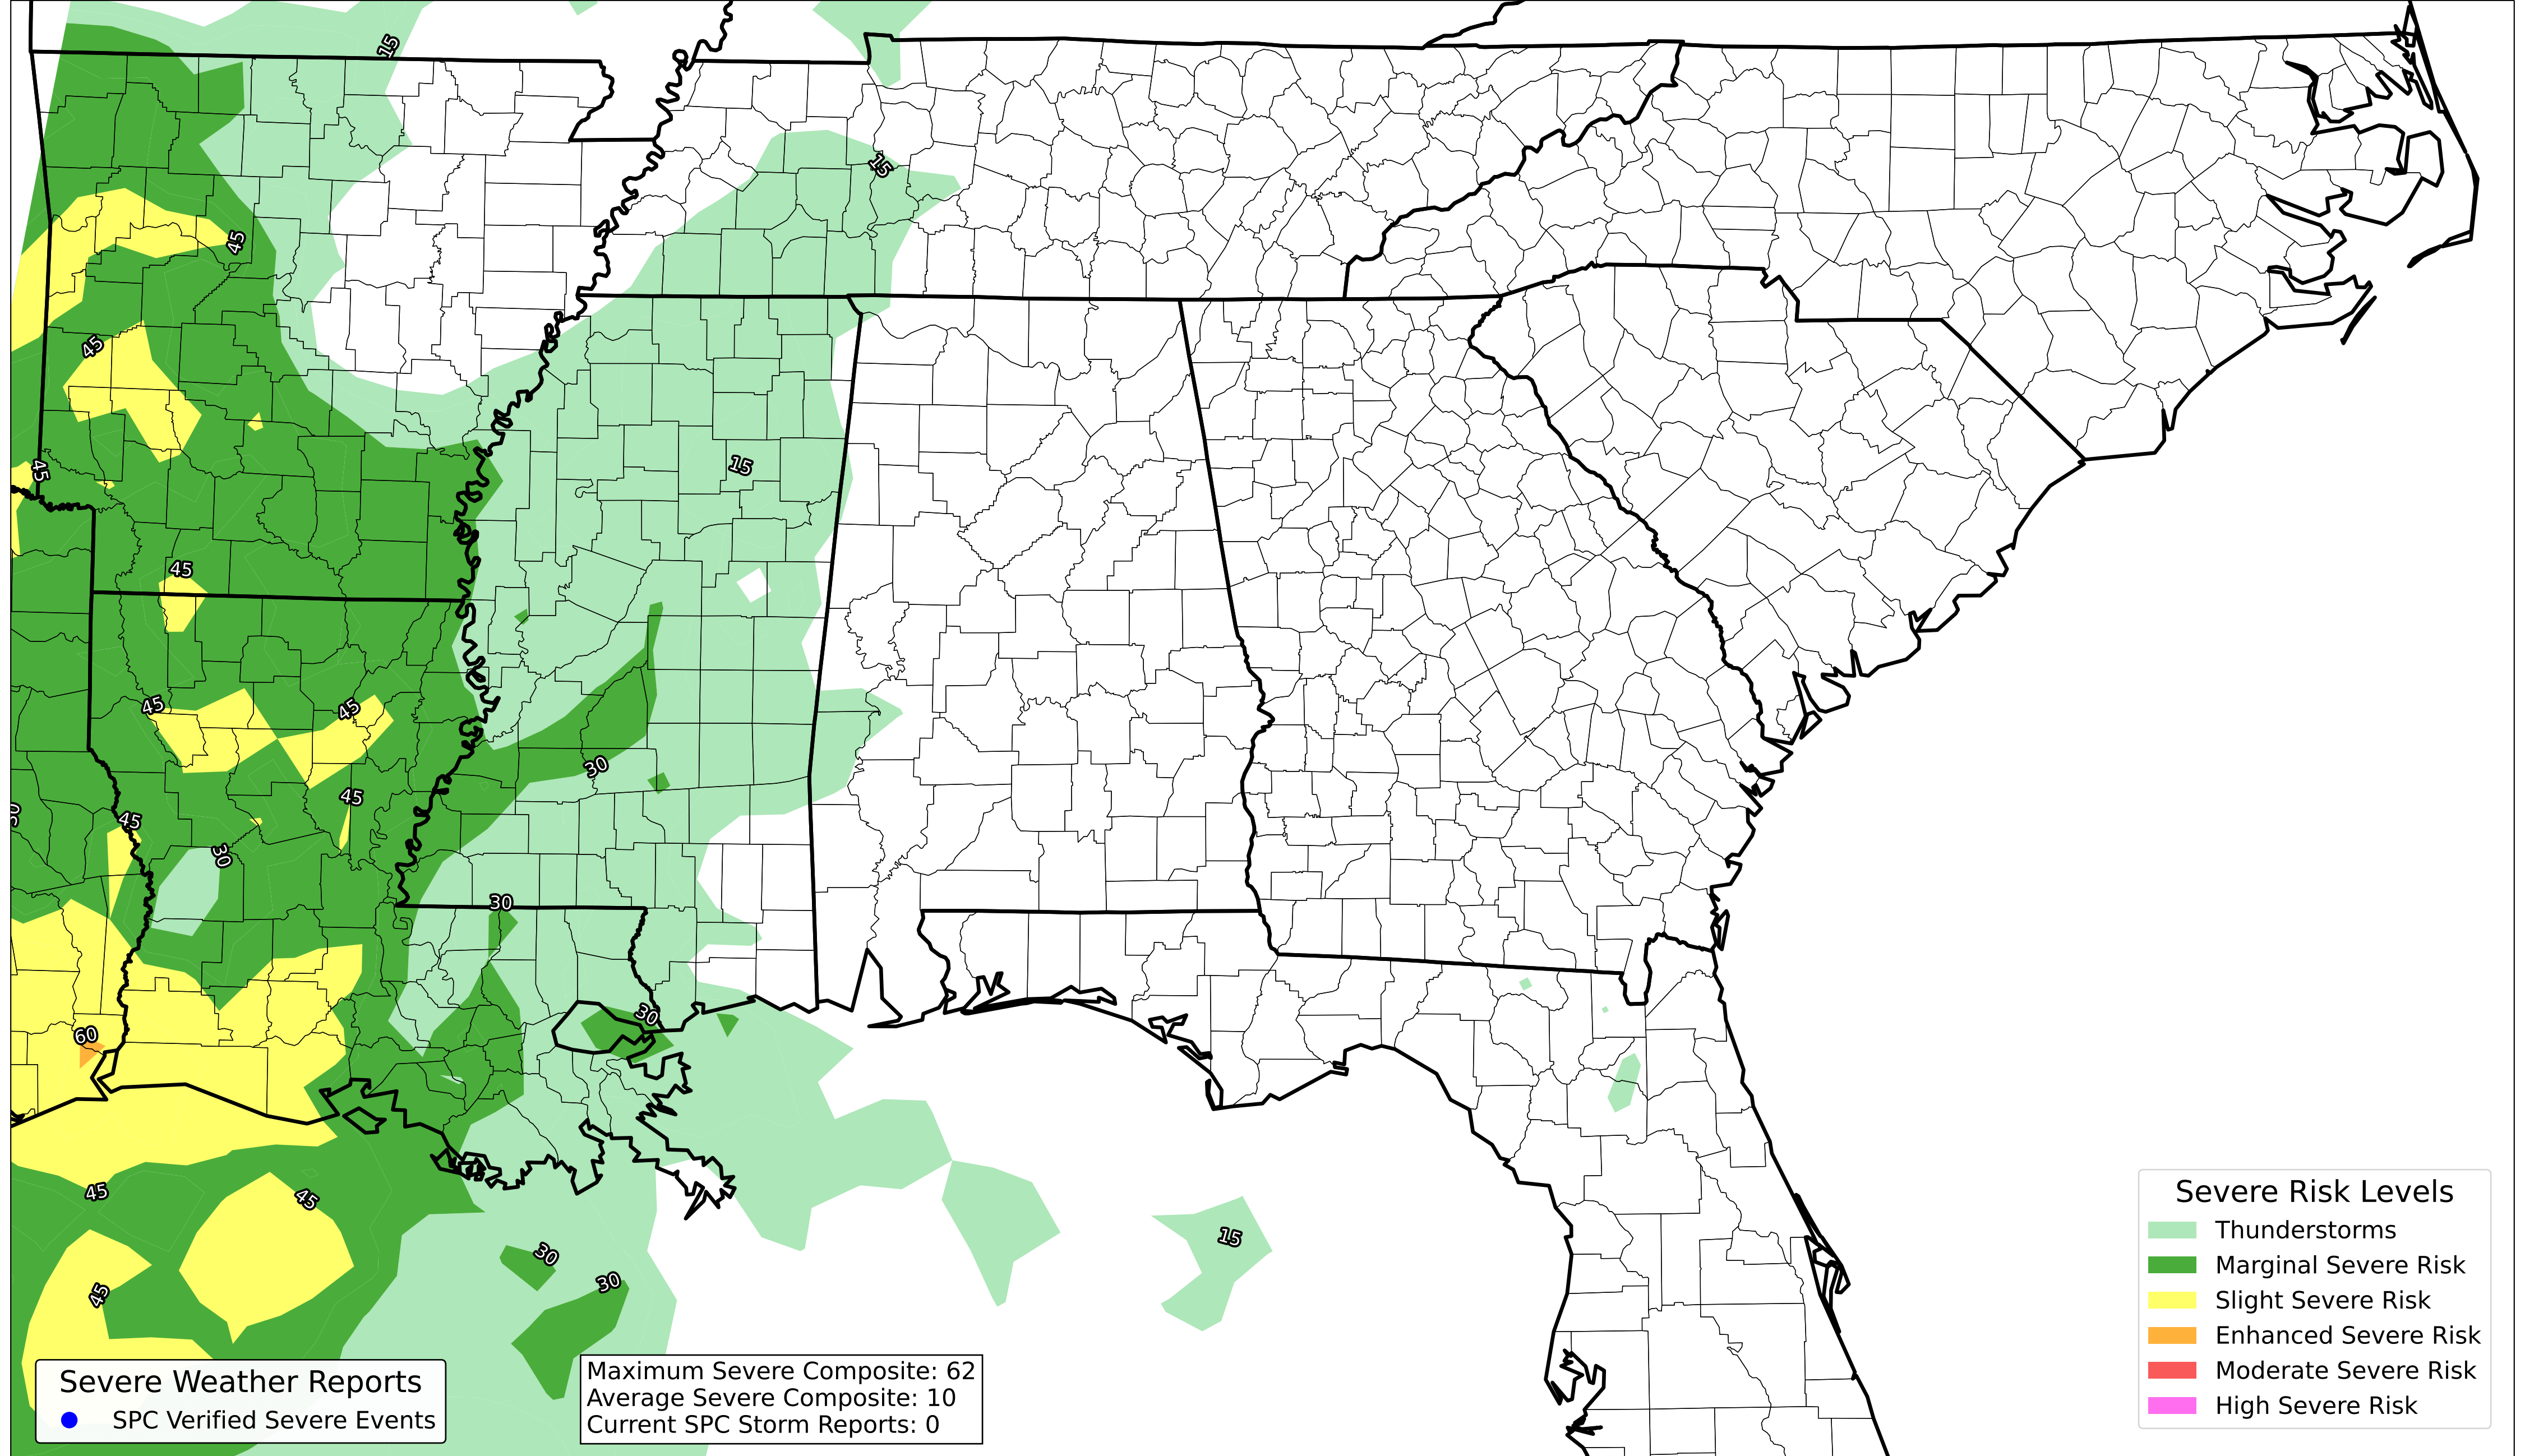 15
15
45
45
45
15
45
45
45
30
45
45
30
30
30
60
45
45
15
30
30
45
Severe Risk Levels
Thunderstorms
Marginal Severe Risk
Slight Severe Risk
Enhanced Severe Risk
Moderate Severe Risk
High Severe Risk
Severe Weather Reports
SPC Verified Severe Events
Maximum Severe Composite: 62
Average Severe Composite: 10
Current SPC Storm Reports: 0